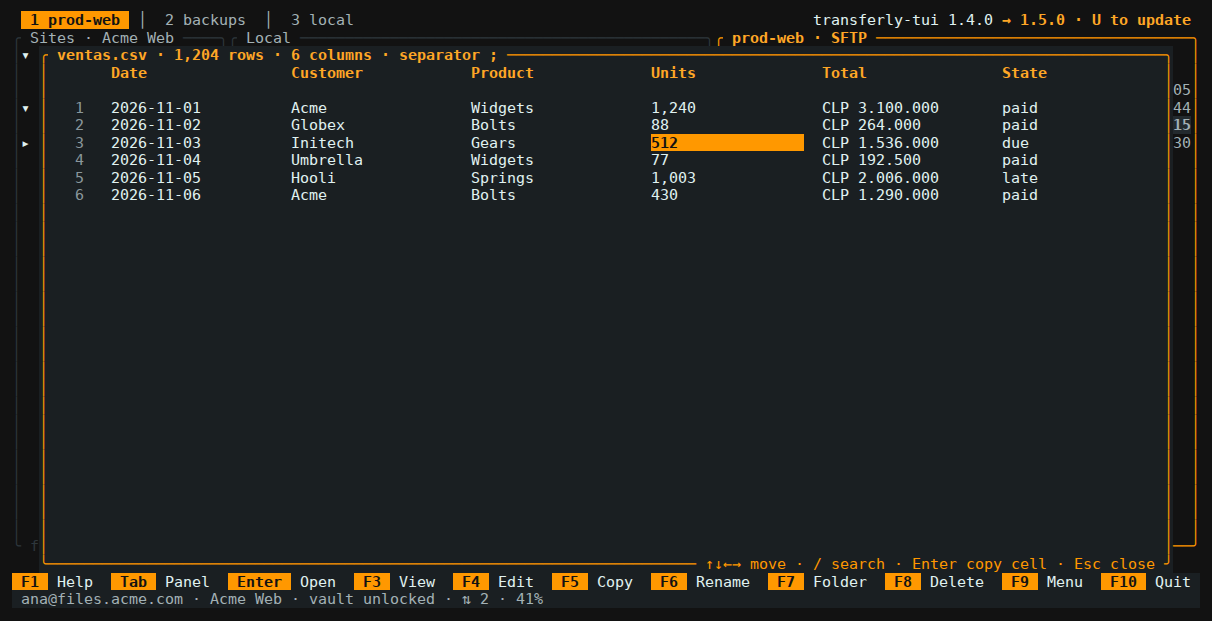 1 prod-web │ 2 backups │ 3 local transferly-tui 1.4.0 → 1.5.0 · U to update
Sites · Acme Web Local prod-web · SFTP
▾ ventas.csv · 1,204 rows · 6 columns · separator ;
Date Customer Product Units Total State
05
▾ 1 2026-11-01 Acme Widgets 1,240 CLP 3.100.000 paid 44
2 2026-11-02 Globex Bolts 88 CLP 264.000 paid 15
▸ 3 2026-11-03 Initech Gears 512 CLP 1.536.000 due 30
4 2026-11-04 Umbrella Widgets 77 CLP 192.500 paid
5 2026-11-05 Hooli Springs 1,003 CLP 2.006.000 late
6 2026-11-06 Acme Bolts 430 CLP 1.290.000 paid
f
↑↓←→ move · / search · Enter copy cell · Esc close
F1 Help Tab Panel Enter Open F3 View F4 Edit F5 Copy F6 Rename F7 Folder F8 Delete F9 Menu F10 Quit
ana@files.acme.com · Acme Web · vault unlocked · ⇅ 2 · 41%